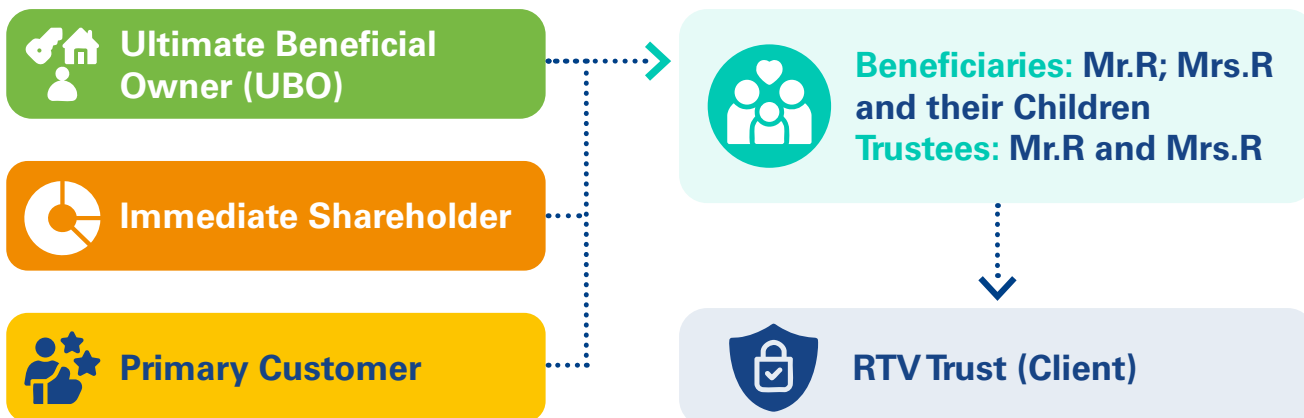 Ultimate Beneficial
Owner (UBO)
Immediate Shareholder
Primary Customer
Beneficiaries: Mr.R; Mrs.R
and their Children
Trustees: Mr.R and Mrs.R
RTV Trust (Client)